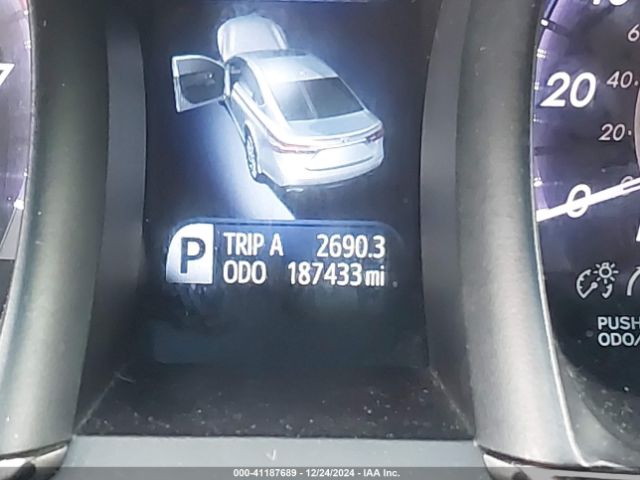 P TRIP A 2690.3
ODO 187433 mi
20
0
60
40
20
PUSH
ODO/
000-41187689 - 12/24/2024 - IAA Inc.